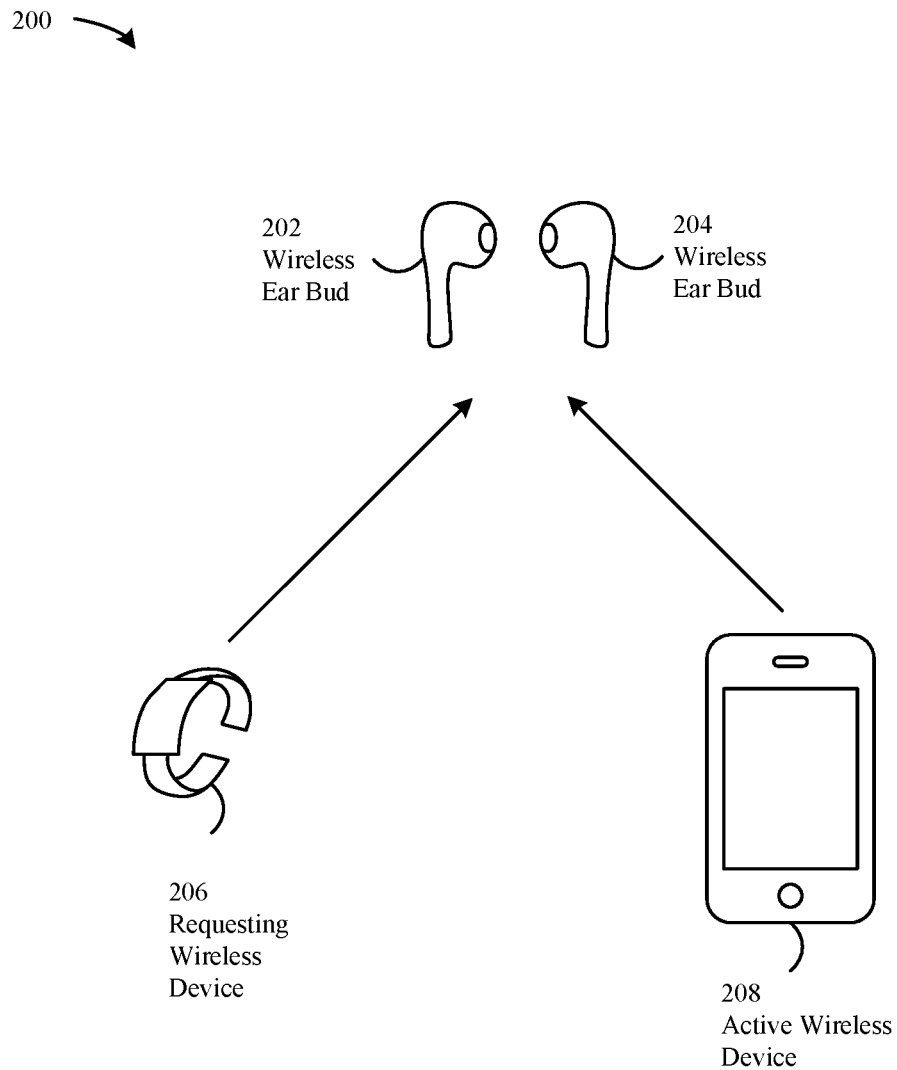 200
202
Wireless
Ear Bud
204
Wireless
Ear Bud
206
Requesting
Wireless
Device
208
Active Wireless
Device